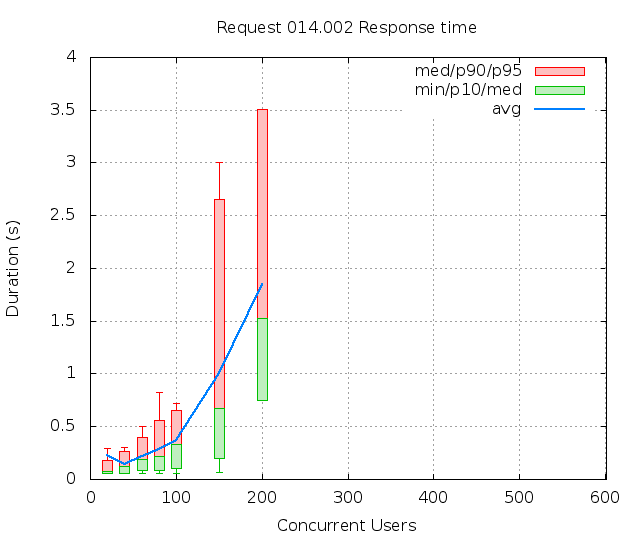 Request 014.002 Response time
med/p90/p95
min/p10/med
avg
4
3.5
3
2.5
2
1.5
1
0.5
0
Duration (s)
0 100 200 300 400 500 600
Concurrent Users